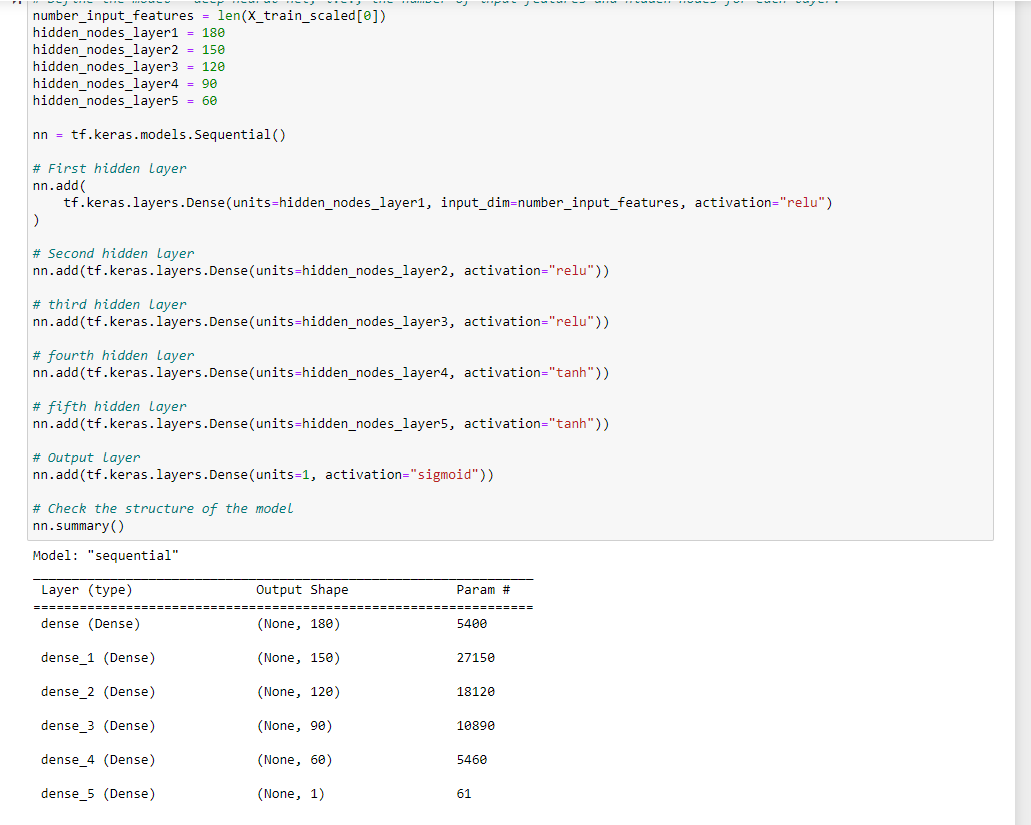 number_input_features = len(X_train_scaled[0])
hidden_nodes_layer1 = 180
hidden_nodes_layer2 = 150
hidden_nodes_layer3 = 120
hidden_nodes_layer4 = 90
hidden_nodes_layer5 = 60
nn = tf.keras.models.Sequential()
# First hidden layer
nn.add(
tf.keras.layers.Dense(units=hidden_nodes_layer1, input_dim=number_input_features, activation="relu")
)
# Second hidden layer
nn.add(tf.keras.layers.Dense(units=hidden_nodes_layer2, activation="relu"))
# third hidden layer
nn.add(tf.keras.layers.Dense(units=hidden_nodes_layer3, activation="relu"))
# fourth hidden layer
nn.add(tf.keras.layers.Dense(units=hidden_nodes_layer4, activation="tanh"))
# fifth hidden layer
nn.add(tf.keras.layers.Dense(units=hidden_nodes_layer5, activation="tanh"))
# Output layer
nn.add(tf.keras.layers.Dense(units=1, activation="sigmoid"))
# Check the structure of the model
nn.summary()
Model: "sequential"
Layer (type) Output Shape Param #
=================================================================
dense (Dense) (None, 180) 5400
dense_1 (Dense) (None, 150) 27150
dense_2 (Dense) (None, 120) 18120
dense_3 (Dense) (None, 90) 10890
dense_4 (Dense) (None, 60) 5460
dense_5 (Dense) (None, 1) 61